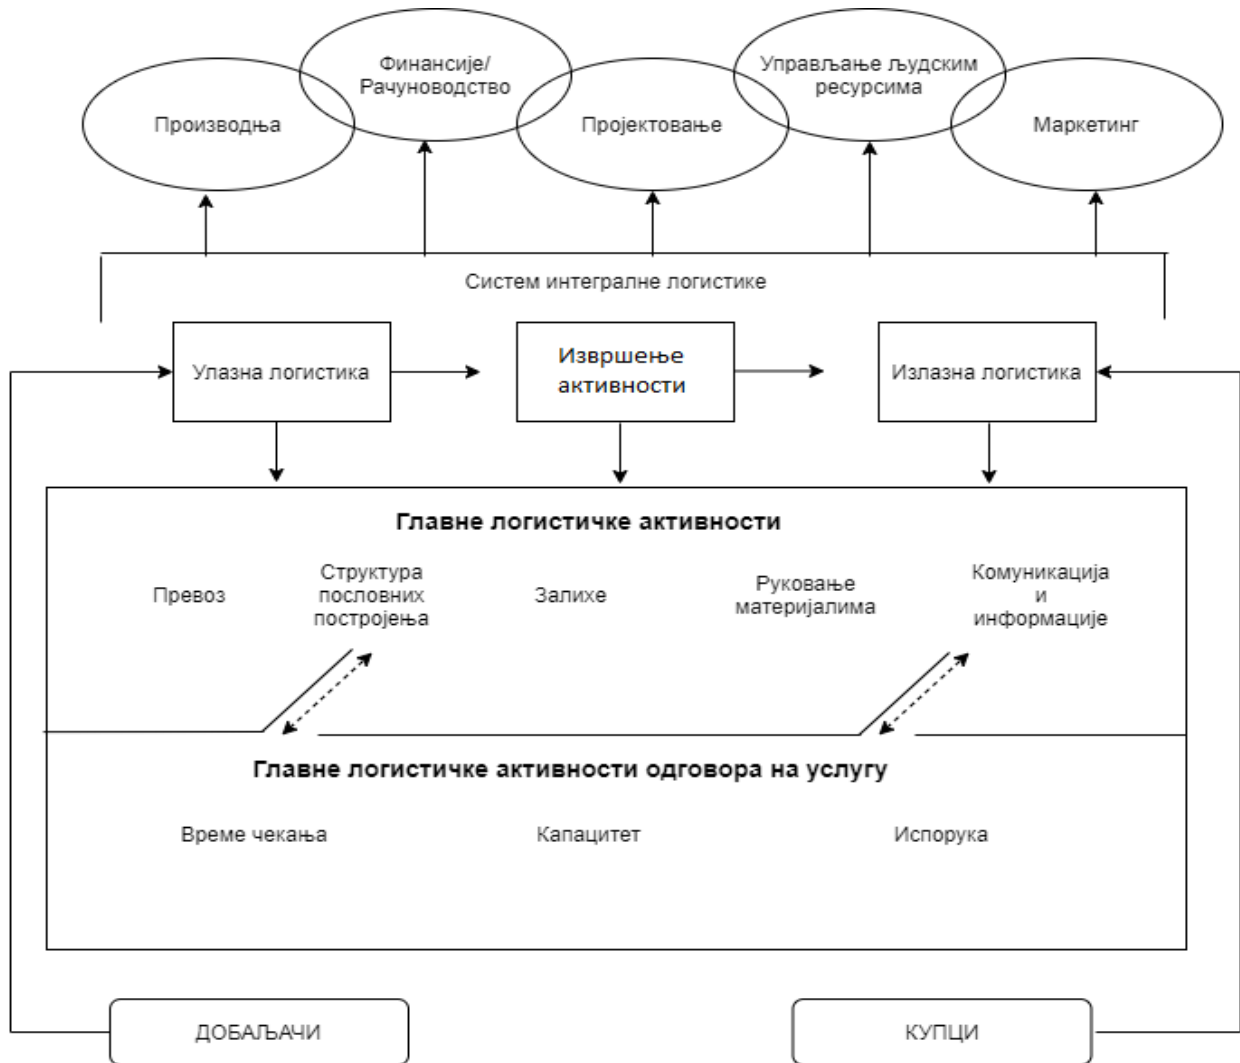 Финансије/
Рачуноводство
Управљање људским
ресурсима
Производња
Пројектовање
Маркетинг
Систем интегралне логистике
Улазна логистика
Извршење
активности
Излазна логистика
Главне логистичке активности
Превоз
Структура
пословних
постројења
Залихе
Руковање
материјалима
Комуникација
и
информације
Главне логистичке активности одговора на услугу
Време чекања
Капацитет
Испорука
ДОБАЉАЧИ
КУПЦИ